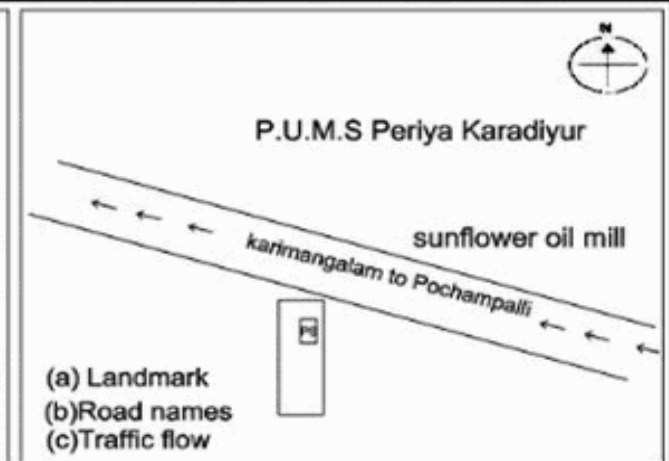 N
P.U.M.S Periya Karadiyur
sunflower oil mill
karimangalam to Pochampalli
PS
(a) Landmark
(b)Road names
(c)Traffic flow